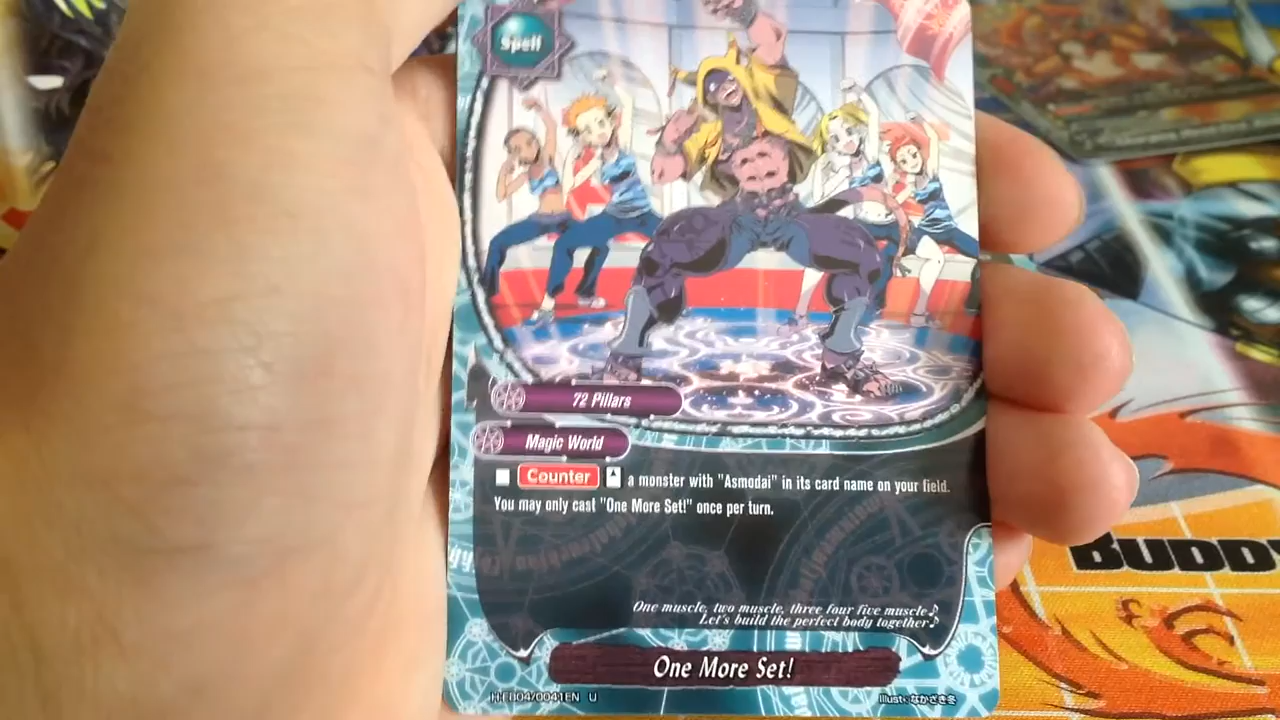 Spell
72 Pillars
Magic World
Counter a monster with "Asmodai" in its card name on your field.
You may only cast "One More Set!" once per turn.
One muscle, two muscle, three four five muscle♪
Let's build the perfect body together♪
One More Set!
H-EB04/0041EN U
Illust: なかざき冬
BUDDY